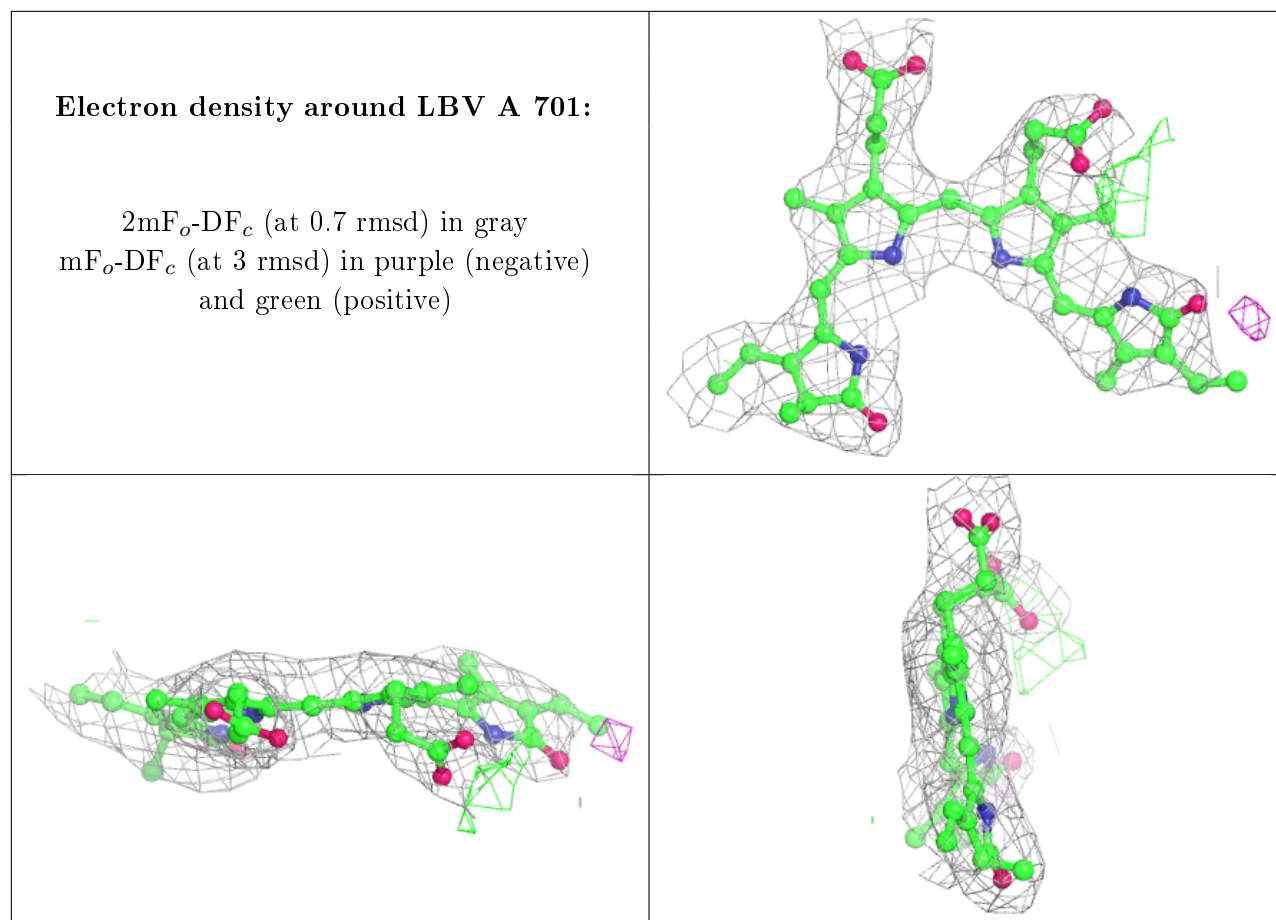 Electron density around LBV A 701:
2mFo-DFc (at 0.7 rmsd) in gray
mFo-DFc (at 3 rmsd) in purple (negative)
and green (positive)